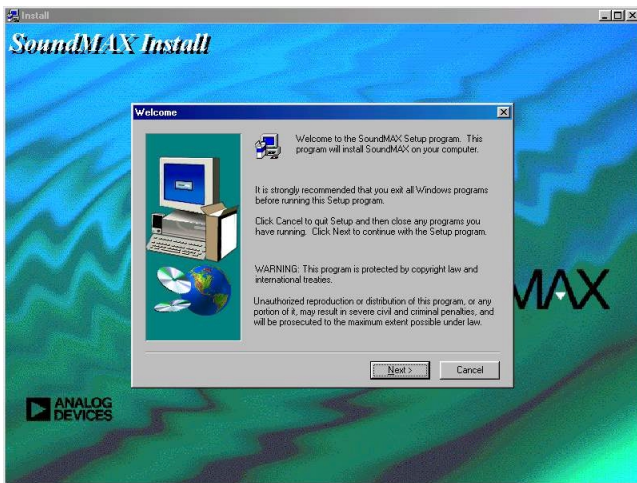 Install
SoundMAX Install
Welcome
Welcome to the SoundMAX Setup program. This
program will install SoundMAX on your computer.
It is strongly recommended that you exit all Windows programs
before running this Setup program.
Click Cancel to quit Setup and then close any programs you
have running. Click Next to continue with the Setup program.
WARNING: This program is protected by copyright law and
international treaties.
Unauthorized reproduction or distribution of this program, or any
portion of it, may result in severe civil and criminal penalties, and
will be prosecuted to the maximum extent possible under law.
MAX
Next >
Cancel
ANALOG
DEVICES